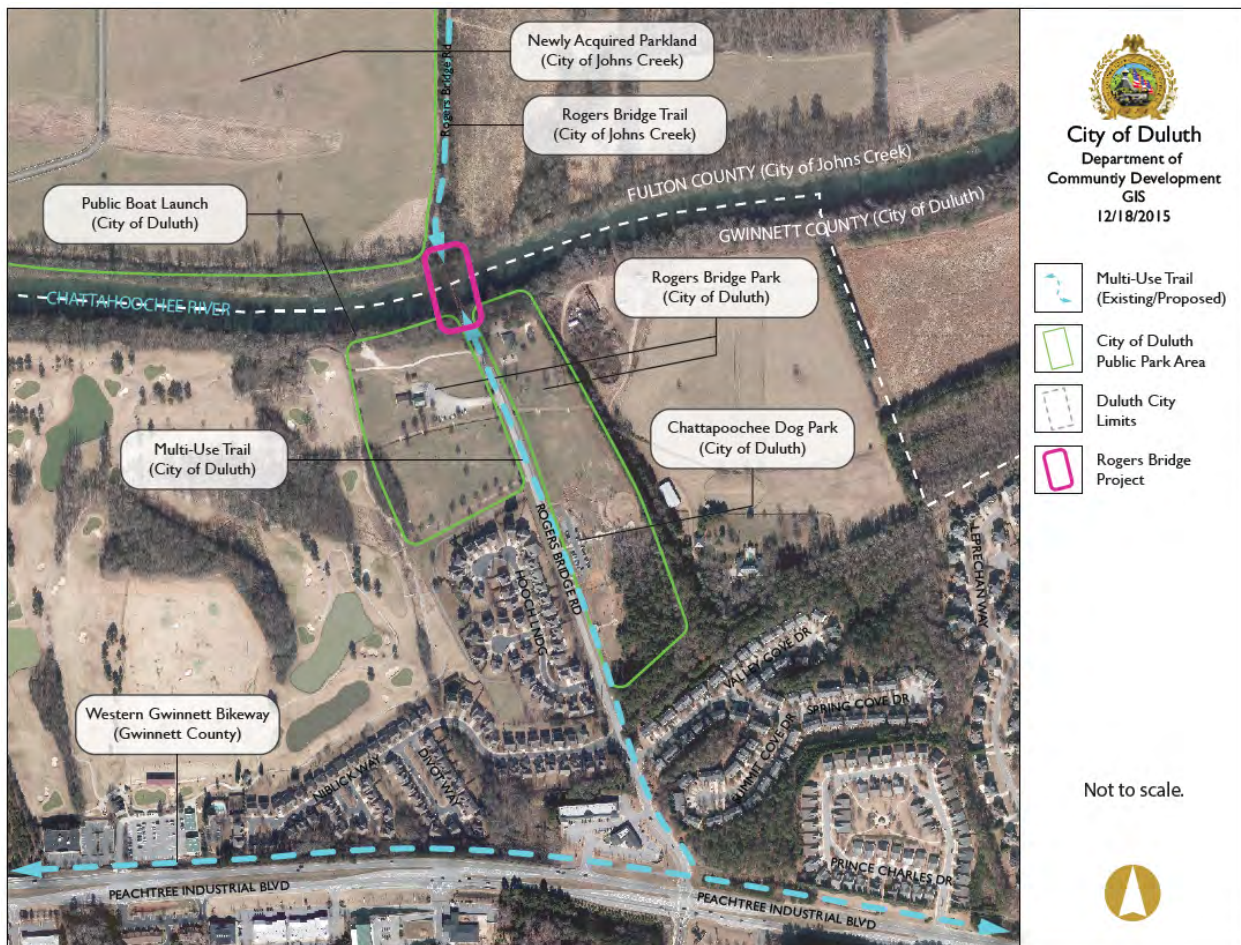 Newly Acquired Parkland
(City of Johns Creek)
Rogers Bridge Rd
Rogers Bridge Trail
(City of Johns Creek)
Public Boat Launch
(City of Duluth)
FULTON COUNTY (City of Johns Creek)
GWINNETT COUNTY (City of Duluth)
CHATTAHOOCHEE RIVER
Rogers Bridge Park
(City of Duluth)
Multi-Use Trail
(City of Duluth)
Chattapoochee Dog Park
(City of Duluth)
ROGERS BRIDGE RD
HOOCH LNDG
LEPRECHAN WAY
VALLEY COVE DR
SPRING COVE DR
SUMMIT COVE DR
Western Gwinnett Bikeway
(Gwinnett County)
NIBLICK WAY
DIVOT WAY
PRINCE CHARLES DR
PEACHTREE INDUSTRIAL BLVD
PEACHTREE INDUSTRIAL BLVD
City of Duluth
Department of
Communtiy Development
GIS
12/18/2015
Multi-Use Trail
(Existing/Proposed)
City of Duluth
Public Park Area
Duluth City
Limits
Rogers Bridge
Project
Not to scale.